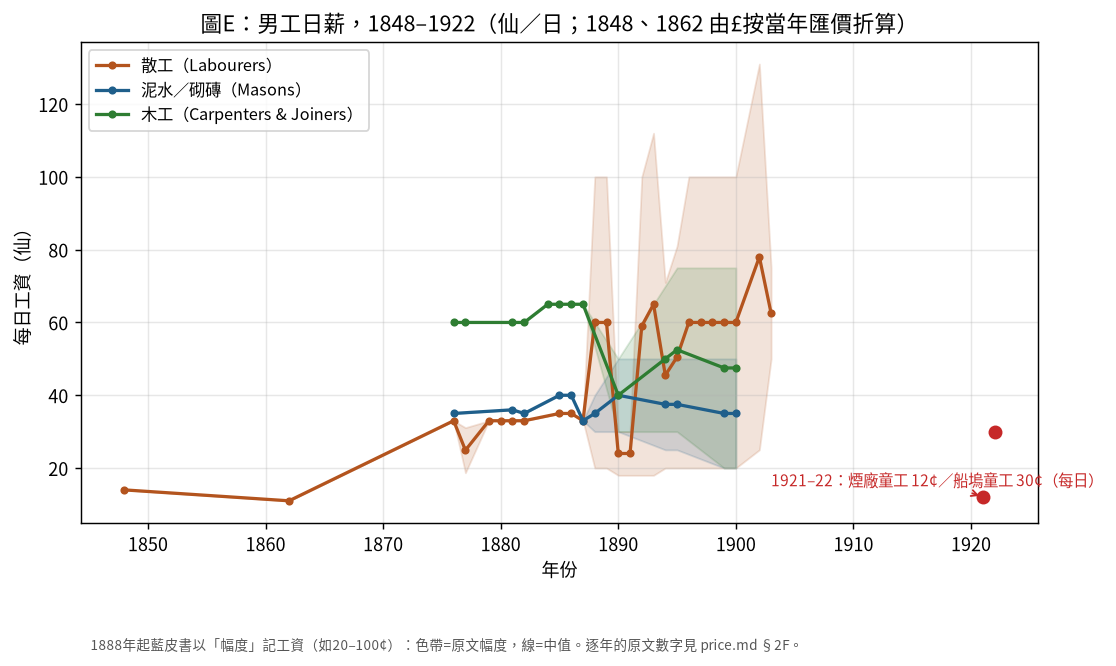 圖E：男工日薪，1848–1922（仙／日；1848、1862 由£按當年匯價折算）
散工（Labourers）
泥水／砌磚（Masons）
木工（Carpenters & Joiners）
每日工資（仙）
120
100
80
60
40
20
1921–22：煙廠童工 12¢／船塢童工 30¢（每日）
1850
1860
1870
1880
1890
1900
1910
1920
年份
1888年起藍皮書以「幅度」記工資（如20–100¢）：色帶=原文幅度，線=中值。逐年的原文數字見 price.md §2F。